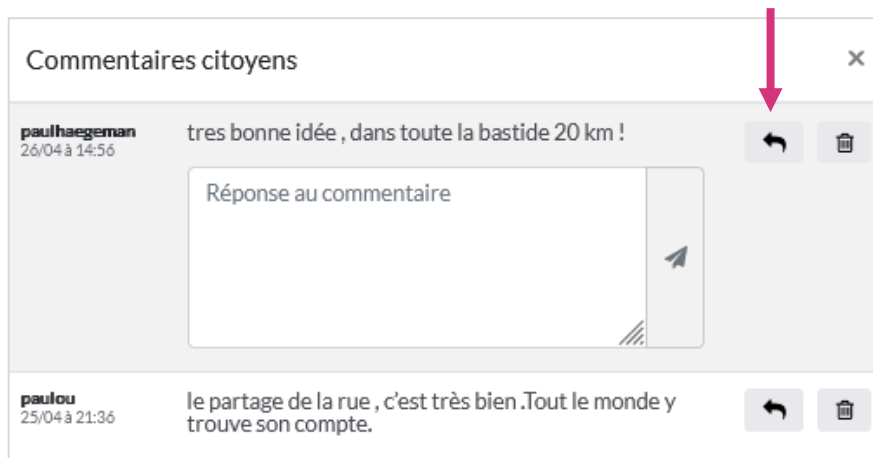 Commentaires citoyens
paulhaegeman
26/04 à 14:56
tres bonne idée , dans toute la bastide 20 km !
Réponse au commentaire
paulou
25/04 à 21:36
le partage de la rue , c'est très bien .Tout le monde y
trouve son compte.